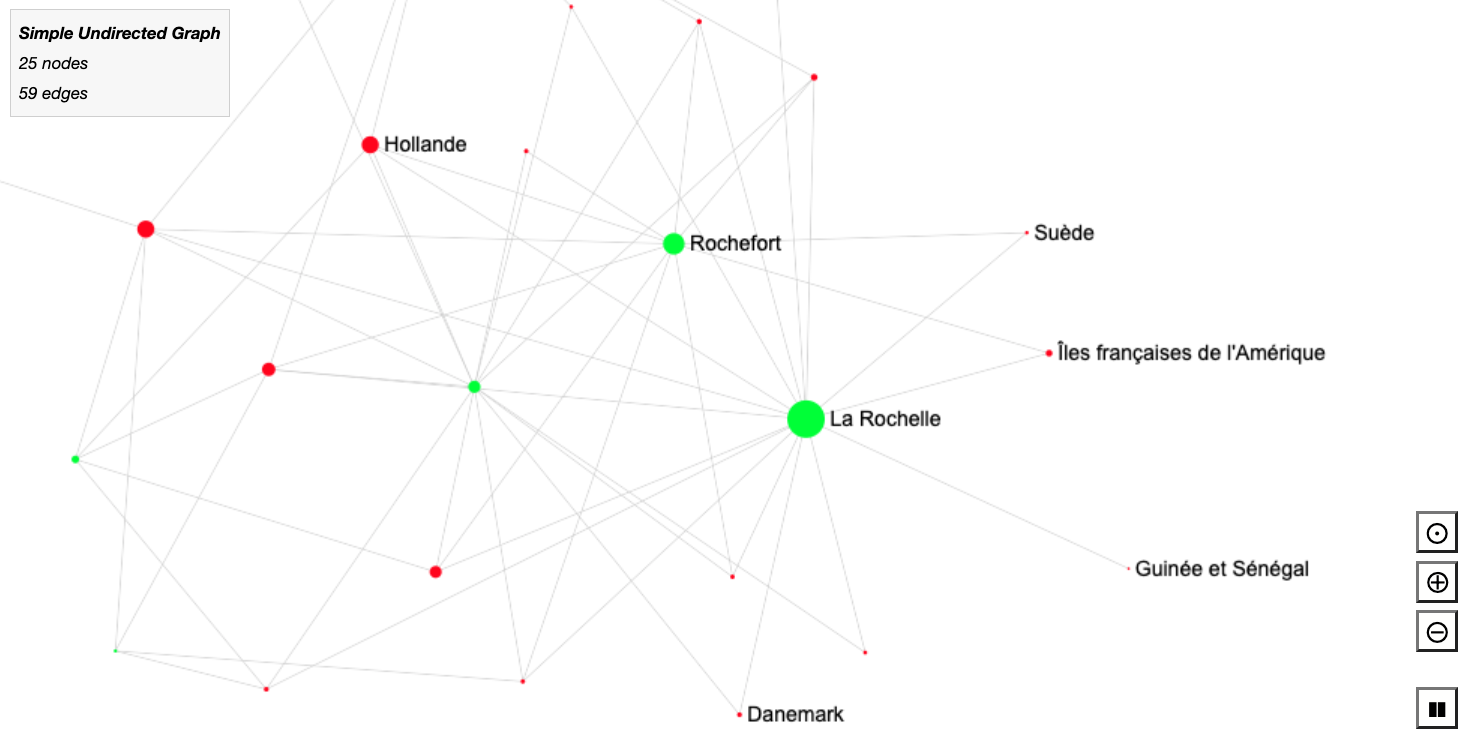 Simple Undirected Graph
25 nodes
59 edges
Hollande
Rochefort
Suède
Îles françaises de l'Amérique
La Rochelle
Guinée et Sénégal
Danemark